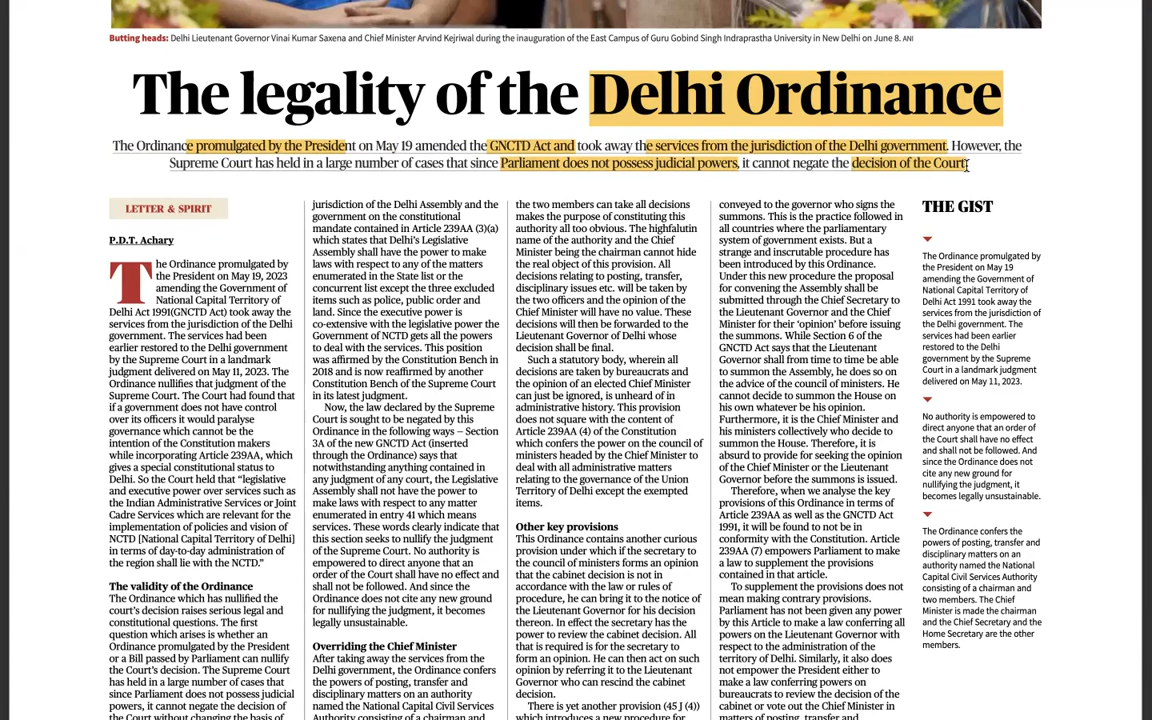 Butting heads: Delhi Lieutenant Governor Vinai Kumar Saxena and Chief Minister Arvind Kejriwal during the inauguration of the East Campus of Guru Gobind Singh Indraprastha University in New Delhi on June 8. ANI
The legality of the Delhi Ordinance
The Ordinance promulgated by the President on May 19 amended the GNCTD Act and took away the services from the jurisdiction of the Delhi government. However, the
Supreme Court has held in a large number of cases that since Parliament does not possess judicial powers, it cannot negate the decision of the Court.
LETTER & SPIRIT
P.D.T. Achary
The Ordinance promulgated by
the President on May 19, 2023
amending the Government of
National Capital Territory of
Delhi Act 1991(GNCT Act) took away the
services from the jurisdiction of the Delhi
government. The services had been
earlier restored to the Delhi government
by the Supreme Court in a landmark
judgment delivered on May 11, 2023. The
Ordinance nullifies that judgment of the
Supreme Court. The Court had found that
if a government does not have control
over its officers it would paralyse
governance which cannot be the
intention of the Constitution makers
while incorporating Article 239AA, which
gives a special constitutional status to
Delhi. So the Court held that “legislative
and executive power over services such as
the Indian Administrative Services or Joint
Cadre Services which are relevant for the
implementation of policies and vision of
NCTD [National Capital Territory of Delhi]
in terms of day-to-day administration of
the region shall lie with the NCTD.”
The validity of the Ordinance
The Ordinance which has nullified the
court’s decision raises serious legal and
constitutional questions. The first
question which arises is whether an
Ordinance promulgated by the President
or a Bill passed by Parliament can nullify
the Court’s decision. The Supreme Court
has held in a large number of cases that
since Parliament does not possess judicial
powers, it cannot negate the decision of
the Court without changing the basis of
jurisdiction of the Delhi Assembly and the
government on the constitutional
mandate contained in Article 239AA (3)(a)
which states that Delhi’s Legislative
Assembly shall have the power to make
laws with respect to any of the matters
enumerated in the State list or the
concurrent list except the three excluded
items such as police, public order and
land. Since the executive power is
co-extensive with the legislative power the
Government of NCTD gets all the powers
to deal with the services. This position
was affirmed by the Constitution Bench in
2018 and is now reaffirmed by another
Constitution Bench of the Supreme Court
in its latest judgment.
Now, the law declared by the Supreme
Court is sought to be negated by this
Ordinance in the following ways — Section
3A of the new GNCTD Act (inserted
through the Ordinance) says that
notwithstanding anything contained in
any judgment of any court, the Legislative
Assembly shall not have the power to
make laws with respect to any matter
enumerated in entry 41 which means
services. These words clearly indicate that
this section seeks to nullify the judgment
of the Supreme Court. No authority is
empowered to direct anyone that an
order of the Court shall have no effect and
shall not be followed. And since the
Ordinance does not cite any new ground
for nullifying the judgment, it becomes
legally unsustainable.
Overriding the Chief Minister
After taking away the services from the
Delhi government, the Ordinance confers
the powers of posting, transfer and
disciplinary matters on an authority
named the National Capital Civil Services
Authority consisting of a chairman and
the two members can take all decisions
makes the purpose of constituting this
authority all too obvious. The highfalutin
name of the authority and the Chief
Minister being the chairman cannot hide
the real object of this provision. All
decisions relating to posting, transfer,
disciplinary issues etc. will be taken by
the two officers and the opinion of the
Chief Minister will have no value. These
decisions will then be forwarded to the
Lieutenant Governor of Delhi whose
decision shall be final.
Such a statutory body, wherein all
decisions are taken by bureaucrats and
the opinion of an elected Chief Minister
can just be ignored, is unheard of in
administrative history. This provision
does not square with the content of
Article 239AA (4) of the Constitution
which confers the power on the council of
ministers headed by the Chief Minister to
deal with all administrative matters
relating to the governance of the Union
Territory of Delhi except the exempted
items.
Other key provisions
This Ordinance contains another curious
provision under which if the secretary to
the council of ministers forms an opinion
that the cabinet decision is not in
accordance with the law or rules of
procedure, he can bring it to the notice of
the Lieutenant Governor for his decision
thereon. In effect the secretary has the
power to review the cabinet decision. All
that is required is for the secretary to
form an opinion. He can then act on such
opinion by referring it to the Lieutenant
Governor who can rescind the cabinet
decision.
There is yet another provision (45 J (4))
which introduces a new procedure for
conveyed to the governor who signs the
summons. This is the practice followed in
all countries where the parliamentary
system of government exists. But a
strange and inscrutable procedure has
been introduced by this Ordinance.
Under this new procedure the proposal
for convening the Assembly shall be
submitted through the Chief Secretary to
the Lieutenant Governor and the Chief
Minister for their ‘opinion’ before issuing
the summons. While Section 6 of the
GNCTD Act says that the Lieutenant
Governor shall from time to time be able
to summon the Assembly, he does so on
the advice of the council of ministers. He
cannot decide to summon the House on
his own whatever be his opinion.
Furthermore, it is the Chief Minister and
his ministers collectively who decide to
summon the House. Therefore, it is
absurd to provide for seeking the opinion
of the Chief Minister or the Lieutenant
Governor before the summons is issued.
Therefore, when we analyse the key
provisions of this Ordinance in terms of
Article 239AA as well as the GNCT Act
1991, it will be found to not be in
conformity with the Constitution. Article
239AA (7) empowers Parliament to make
a law to supplement the provisions
contained in that article.
To supplement the provisions does not
mean making contrary provisions.
Parliament has not been given any power
by this Article to make a law conferring all
powers on the Lieutenant Governor with
respect to the administration of the
territory of Delhi. Similarly, it also does
not empower the President either to
make a law conferring powers on
bureaucrats to review the decision of the
cabinet or vote out the Chief Minister in
matters of posting, transfer and
THE GIST
The Ordinance promulgated by
the President on May 19
amending the Government of
National Capital Territory of
Delhi Act 1991 took away the
services from the jurisdiction of
the Delhi government. The
services had been earlier
restored to the Delhi
government by the Supreme
Court in a landmark judgment
delivered on May 11, 2023.
No authority is empowered to
direct anyone that an order of
the Court shall have no effect
and shall not be followed. And
since the Ordinance does not
cite any new ground for
nullifying the judgment, it
becomes legally unsustainable.
The Ordinance confers the
powers of posting, transfer and
disciplinary matters on an
authority named the National
Capital Civil Services Authority
consisting of a chairman and
two members. The Chief
Minister is made the chairman
and the Chief Secretary and the
Home Secretary are the other
members.